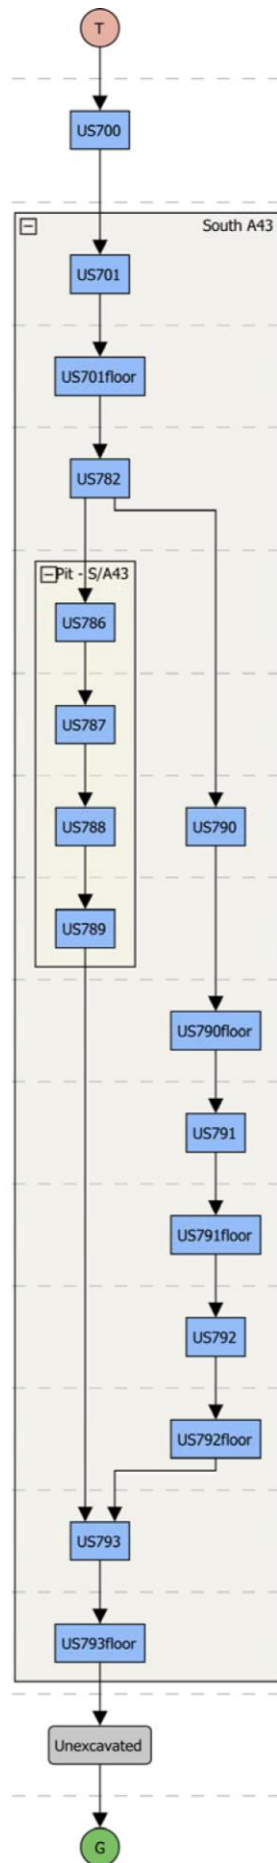 T
US700
South A43
US701
US701floor
US782
Pit - S/A43
US786
US787
US788
US790
US789
US790floor
US791
US791floor
US792
US792floor
US793
US793floor
Unexcavated
G